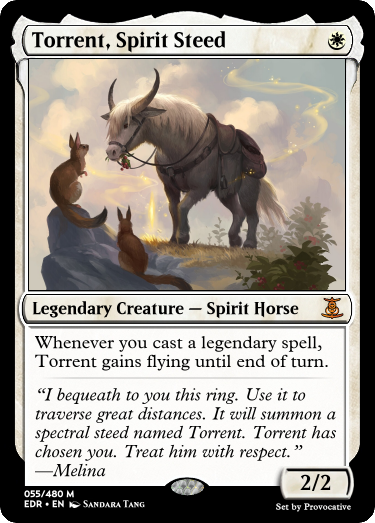 Torrent, Spirit Steed
Legendary Creature — Spirit Horse
Whenever you cast a legendary spell,
Torrent gains flying until end of turn.
“I bequeath to you this ring. Use it to
traverse great distances. It will summon a
spectral steed named Torrent. Torrent has
chosen you. Treat him with respect.”
—Melina
2/2
055/480 M
EDR • EN Sandara Tang
Set by Provocative